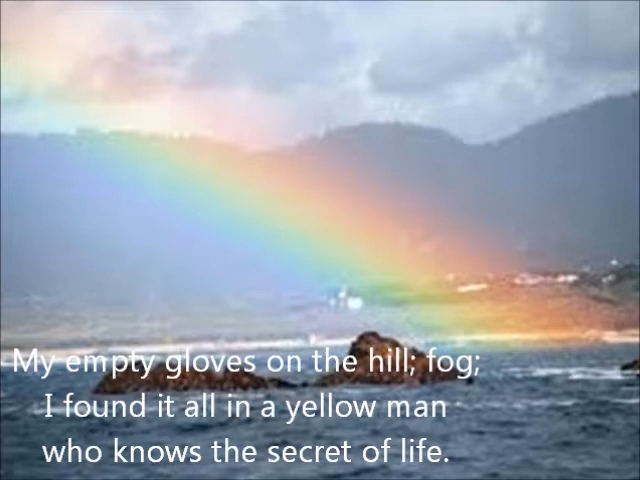 My empty gloves on the hill; fog;
I found it all in a yellow man
who knows the secret of life.